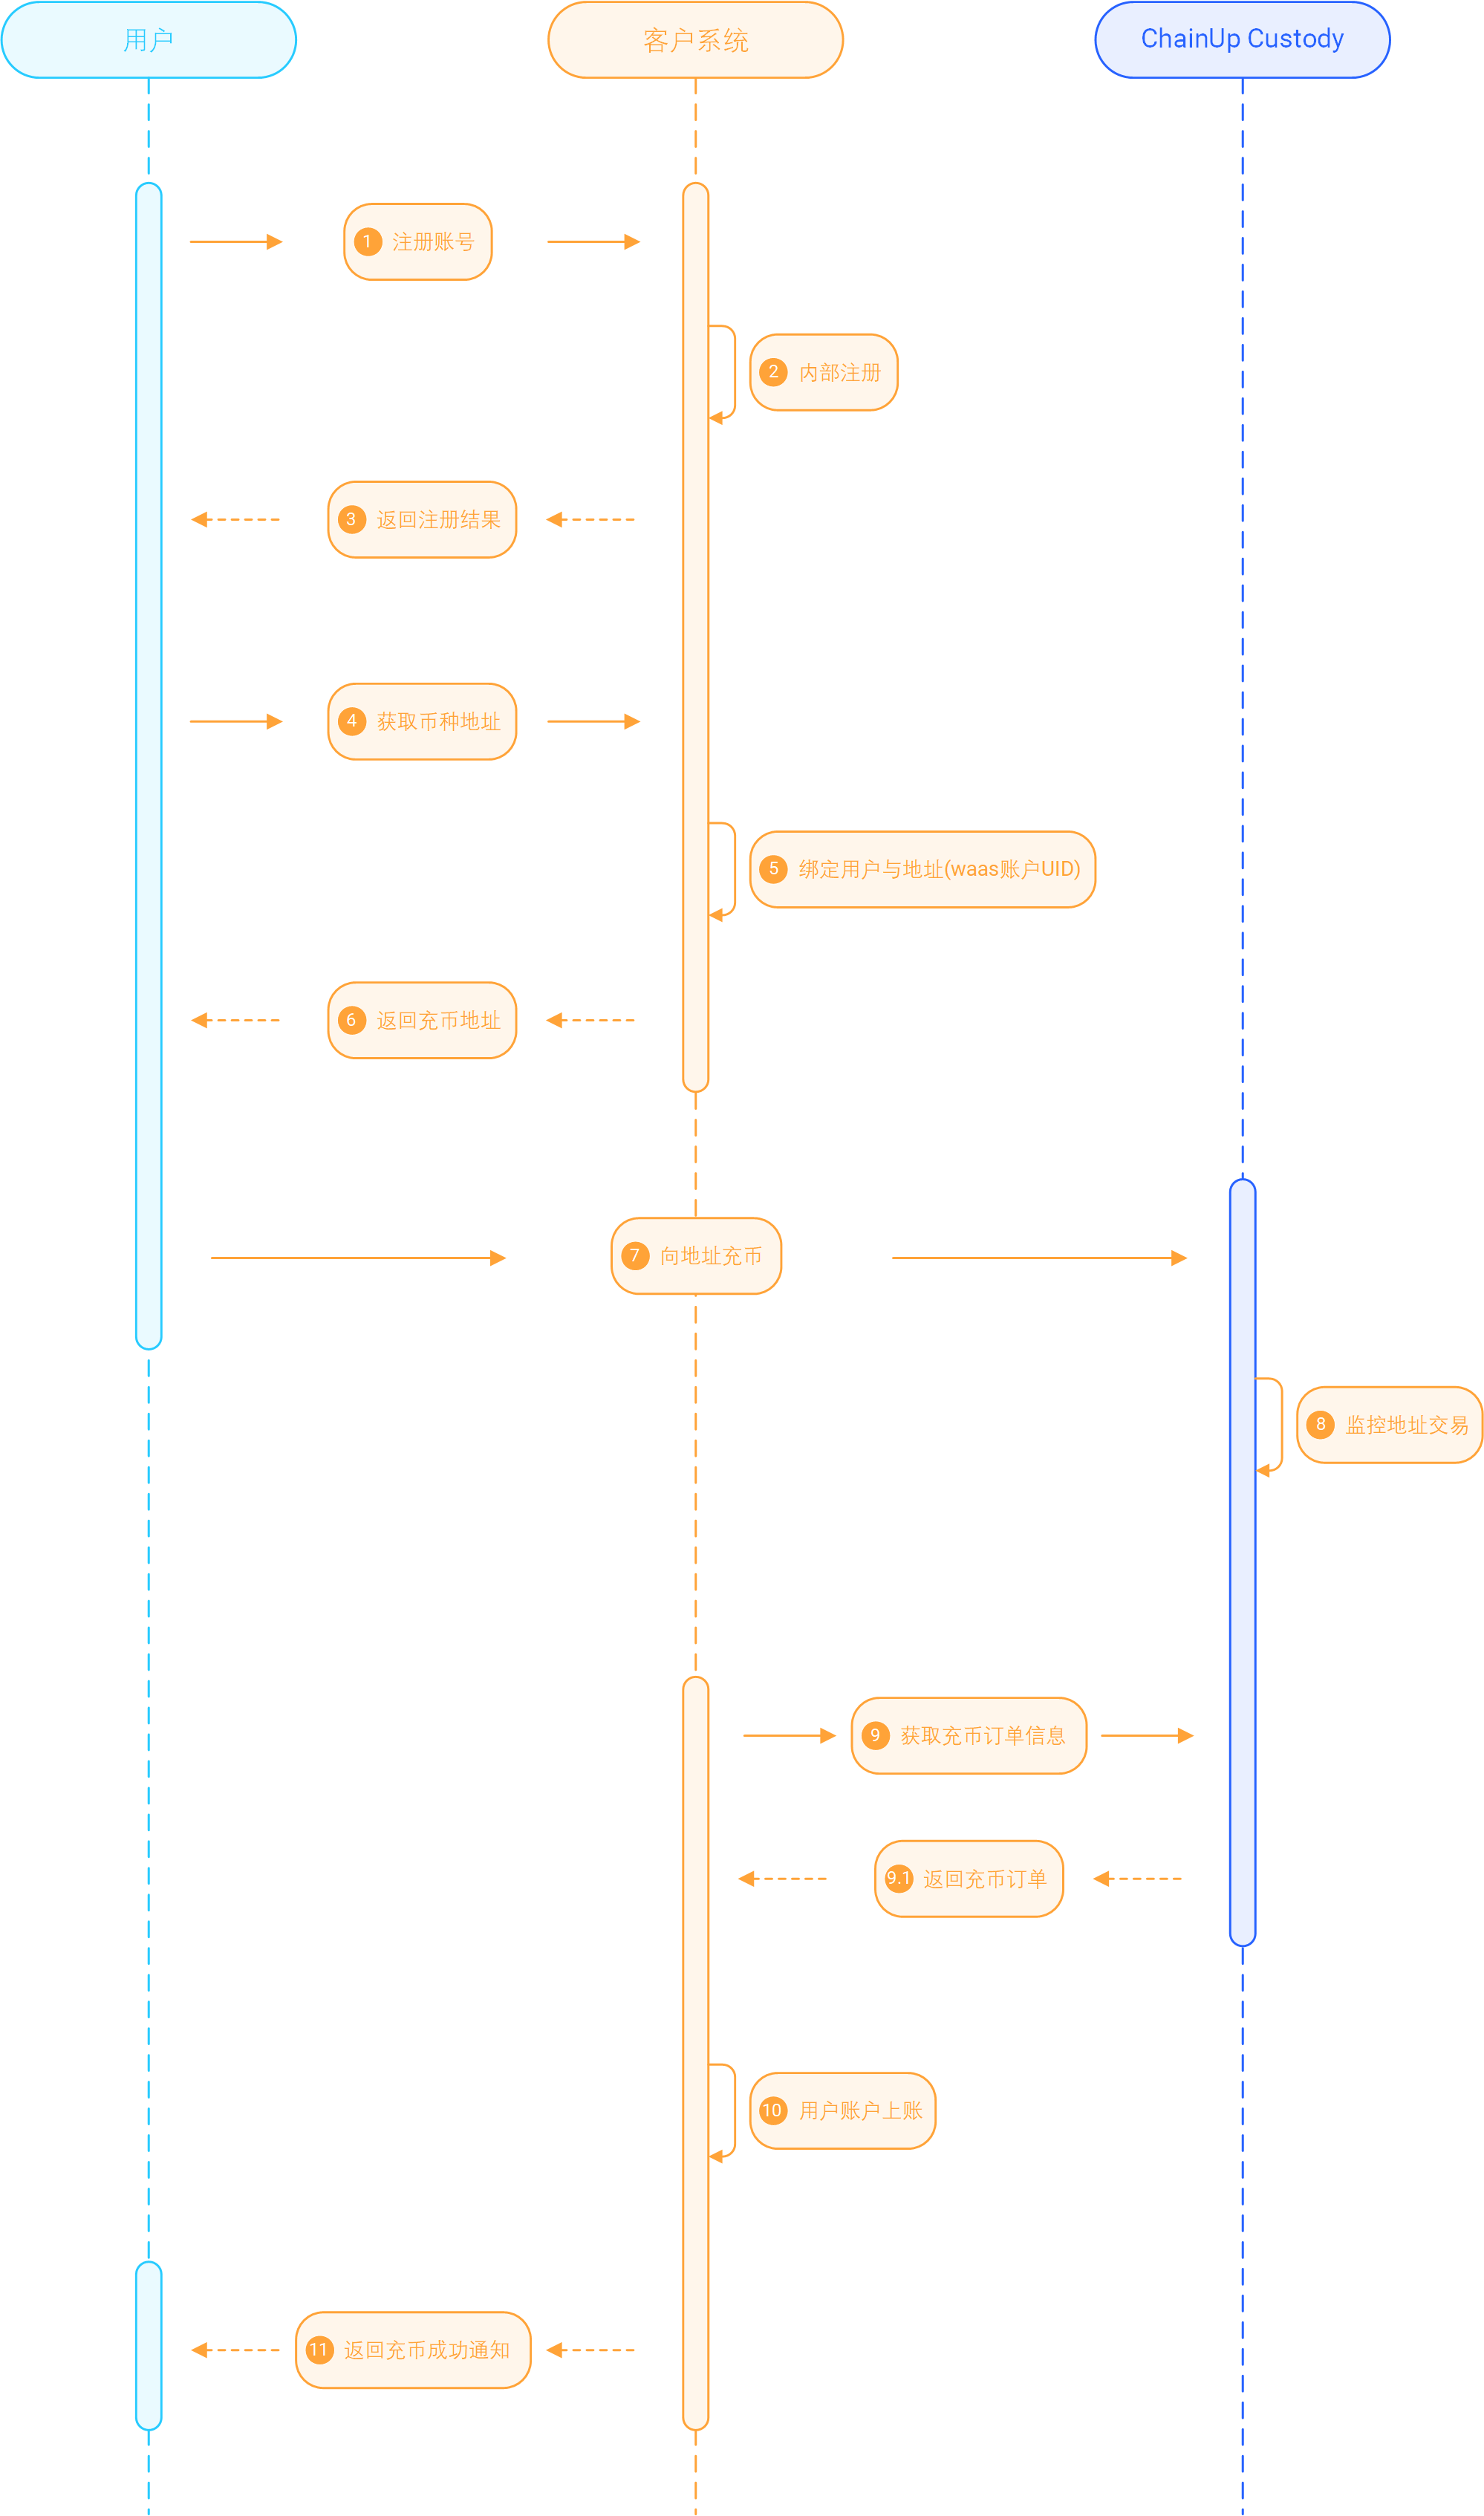 用户
客户系统
ChainUp Custody
1 注册账号
2 内部注册
3 返回注册结果
4 获取币种地址
5 绑定用户与地址(waas账户UID)
6 返回充币地址
7 向地址充币
8 监控地址交易
9 获取充币订单信息
9.1 返回充币订单
10 用户账户上账
11 返回充币成功通知